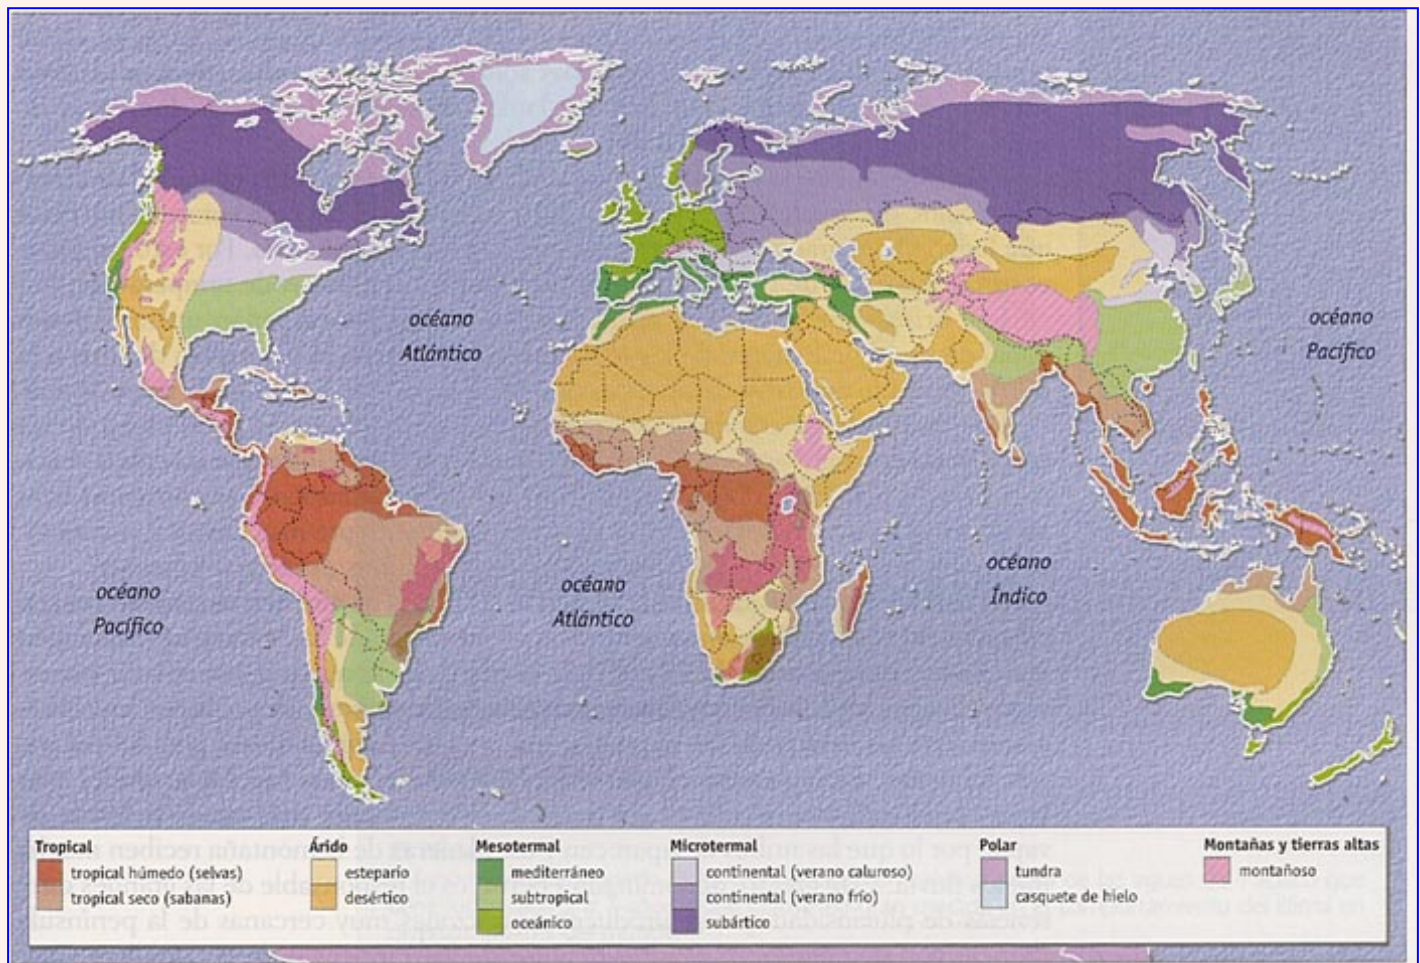 océano
Atlántico
océano
Pacífico
océano
Pacífico
océano
Atlántico
océano
Índico
Tropical
tropical húmedo (selvas)
tropical seco (sabanas)
Árido
estepario
desértico
Mesotermal
mediterráneo
subtropical
oceánico
Microtermal
continental (verano caluroso)
continental (verano frío)
subártico
Polar
tundra
casquete de hielo
Montañas y tierras altas
montañoso